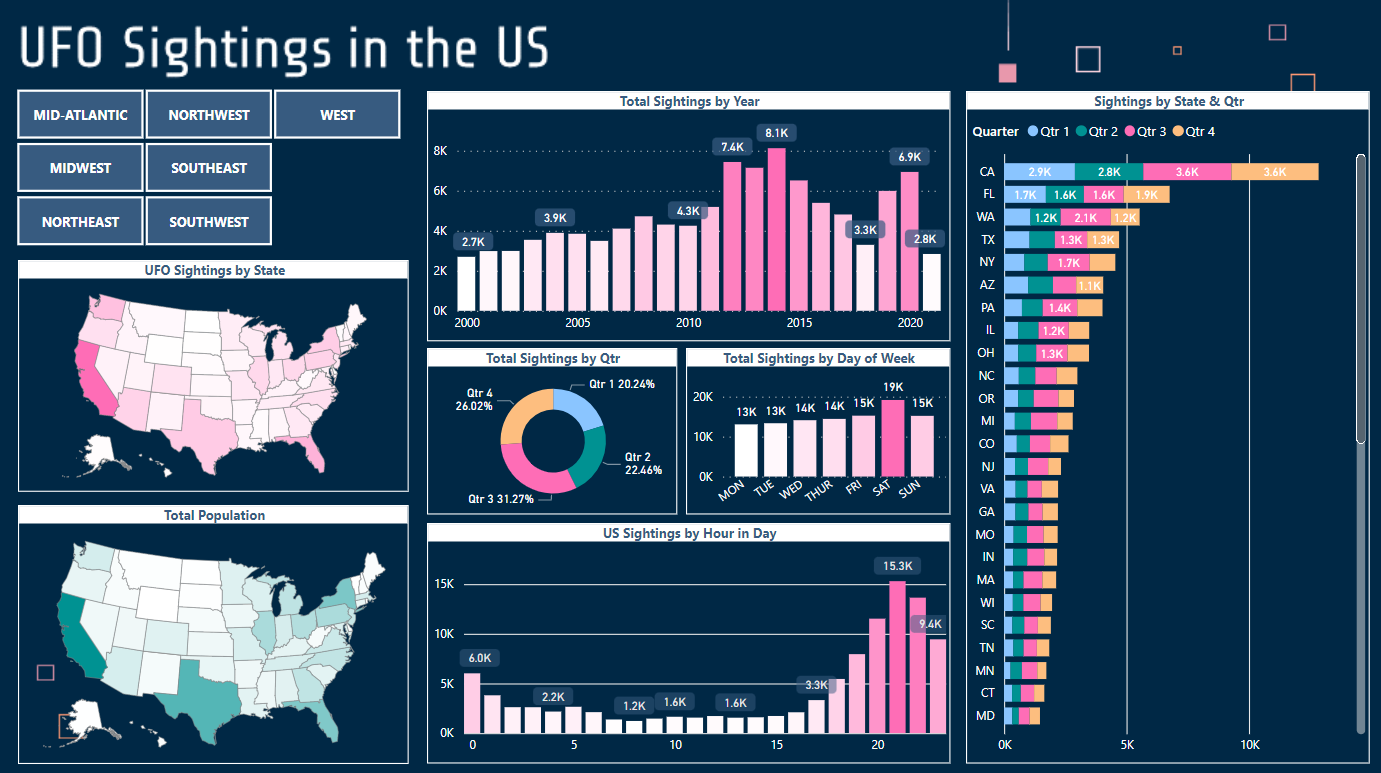 UFO Sightings in the US
MID-ATLANTIC NORTHWEST WEST
MIDWEST SOUTHEAST
NORTHEAST SOUTHWEST
UFO Sightings by State
Total Population
Total Sightings by Year
8K
6K
4K
2K
0K
2.7K 3.9K 4.3K 7.4K 8.1K 3.3K 6.9K 2.8K
2000 2005 2010 2015 2020
Total Sightings by Qtr
Qtr 1 20.24%
Qtr 2
22.46%
Qtr 3 31.27%
Qtr 4
26.02%
Total Sightings by Day of Week
20K
10K
0K
13K 13K 14K 14K 15K 19K 15K
MON TUE WED THUR FRI SAT SUN
US Sightings by Hour in Day
15K
10K
5K
0K
6.0K 2.2K 1.2K 1.6K 1.6K 3.3K 15.3K 9.4K
0 5 10 15 20
Sightings by State & Qtr
Quarter Qtr 1 Qtr 2 Qtr 3 Qtr 4
CA 2.9K 2.8K 3.6K 3.6K
FL 1.7K 1.6K 1.6K 1.9K
WA 1.2K 2.1K 1.2K
TX 1.3K 1.3K
NY 1.7K
AZ 1.1K
PA 1.4K
IL 1.2K
OH 1.3K
NC
OR
MI
CO
NJ
VA
GA
MO
IN
MA
WI
SC
TN
MN
CT
MD
0K 5K 10K